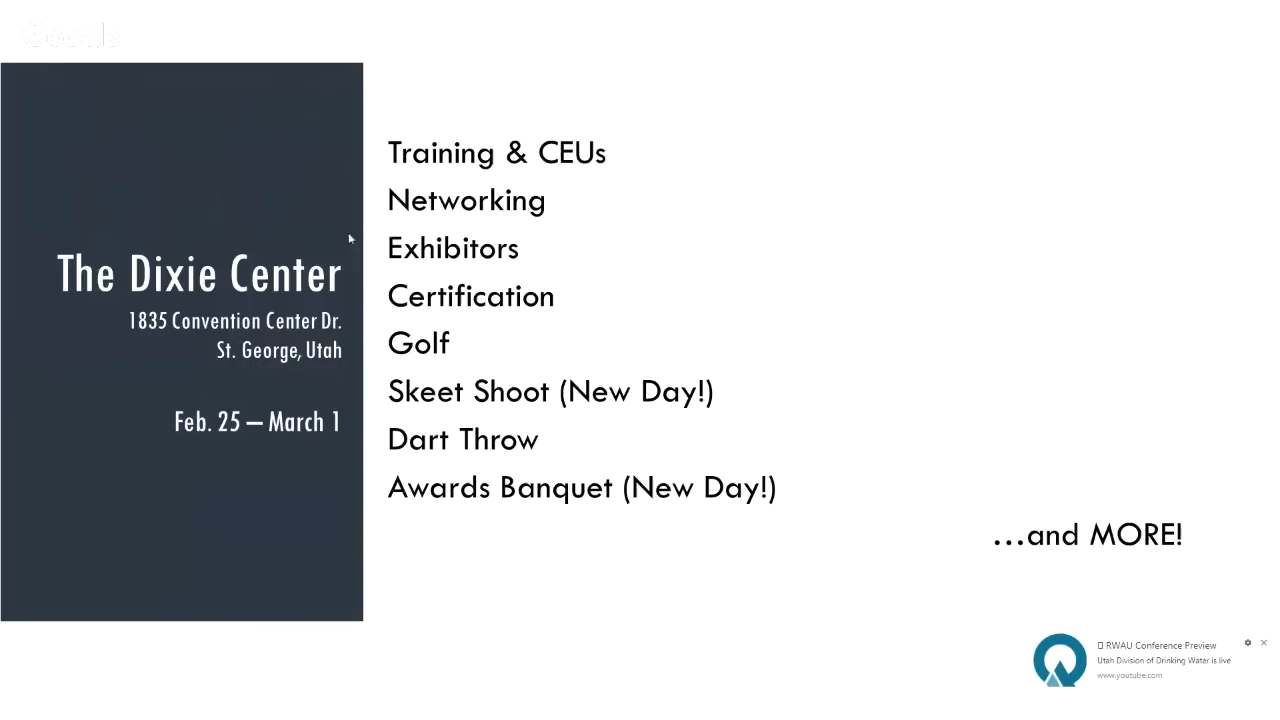 The Dixie Center
1835 Convention Center Dr.
St. George, Utah
Feb. 25 – March 1
Training & CEUs
Networking
Exhibitors
Certification
Golf
Skeet Shoot (New Day!)
Dart Throw
Awards Banquet (New Day!)
...and MORE!
RWAU Conference Preview
Utah Division of Drinking Water is live
www.youtube.com